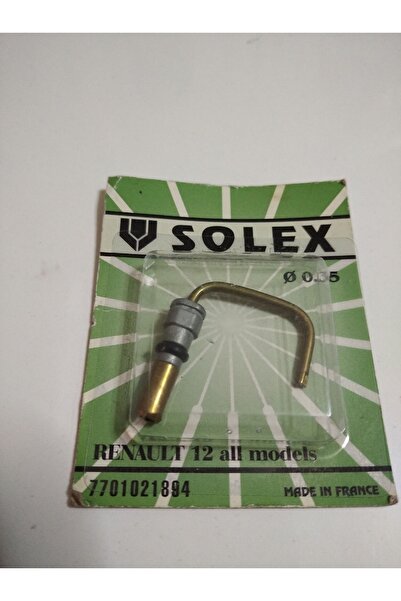 SOLEX
Ø 0.35
RENAULT 12 all models
7701021894
MADE IN FRANCE